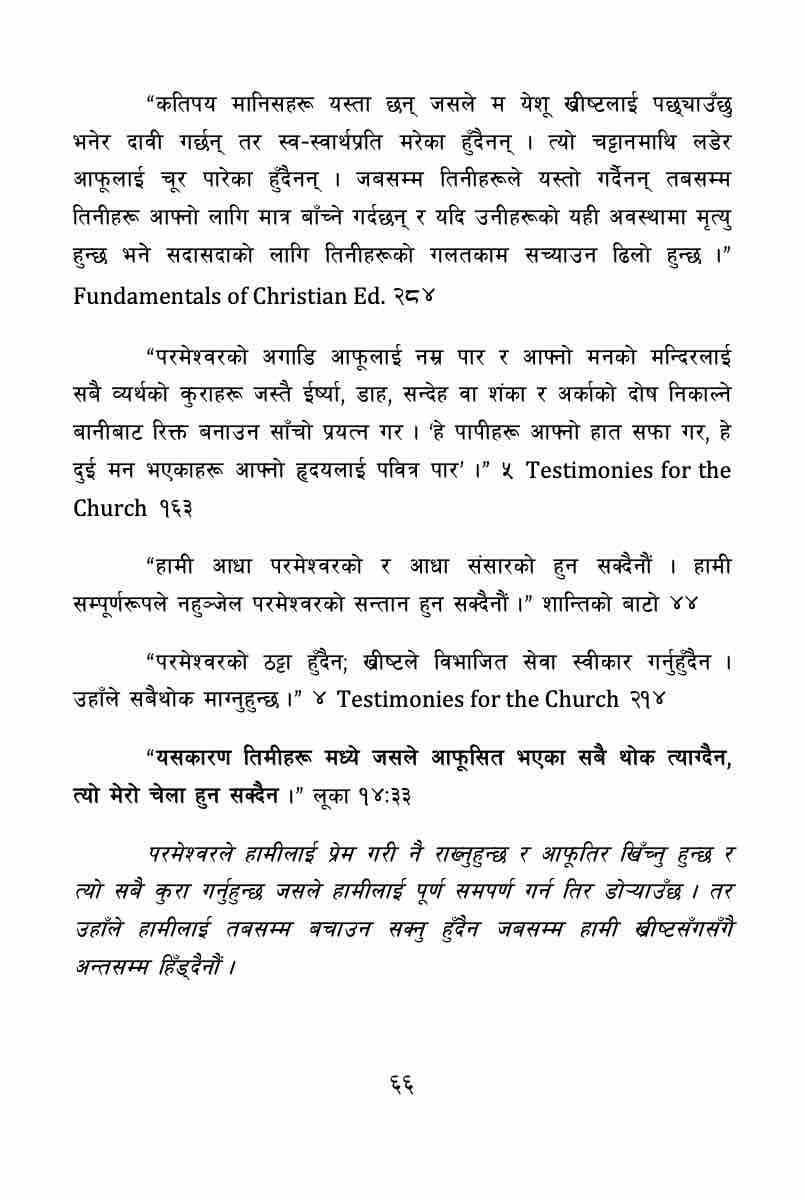 “कतिपय मानिसहरू यस्ता छन् जसले म येशू ख्रीष्टलाई पछ्याउँछु
भनेर दावी गर्छन् तर स्व-स्वार्थप्रति मरेका हुँदैनन् । त्यो चट्टानमाथि लडेर
आफूलाई चूर पारेका हुँदैनन् । जबसम्म तिनीहरूले यस्तो गर्दैनन् तबसम्म
तिनीहरू आफ्नो लागि मात्र बाँच्ने गर्दछन् र यदि उनीहरूको यही अवस्थामा मृत्यु
हुन्छ भने सदासदाको लागि तिनीहरूको गलतकाम सच्याउन ढिलो हुन्छ ।”
Fundamentals of Christian Ed. २८४
“परमेश्वरको अगाडि आफूलाई नम्र पार र आफ्नो मनको मन्दिरलाई
सबै व्यर्थको कुराहरू जस्तै ईर्ष्या, डाह, सन्देह वा शंका र अर्काको दोष निकाल्ने
बानीबाट रिक्त बनाउन साँचो प्रयत्न गर । ‘हे पापीहरू आफ्नो हात सफा गर, हे
दुई मन भएकाहरू आफ्नो हृदयलाई पवित्र पार’ ।” ५ Testimonies for the
Church १६३
“हामी आधा परमेश्वरको र आधा संसारको हुन सक्दैनौं । हामी
सम्पूर्णरूपले नहुञ्जेल परमेश्वरको सन्तान हुन सक्दैनौं ।” शान्तिको बाटो ४४
“परमेश्वरको ठट्टा हुँदैन; ख्रीष्टले विभाजित सेवा स्वीकार गर्नुहुँदैन ।
उहाँले सबैथोक माग्नुहुन्छ ।” ४ Testimonies for the Church २१४
“यसकारण तिमीहरू मध्ये जसले आफूसित भएका सबै थोक त्याग्दैन,
त्यो मेरो चेला हुन सक्दैन ।” लूका १४:३३
परमेश्वरले हामीलाई प्रेम गरी नै राख्नुहुन्छ र आफूतिर खिँच्नु हुन्छ र
त्यो सबै कुरा गर्नुहुन्छ जसले हामीलाई पूर्ण समपर्ण गर्न तिर डोऱ्याउँछ । तर
उहाँले हामीलाई तबसम्म बचाउन सक्नु हुँदैन जबसम्म हामी ख्रीष्टसँगसँगै
अन्तसम्म हिँड्दैनौं ।
६६